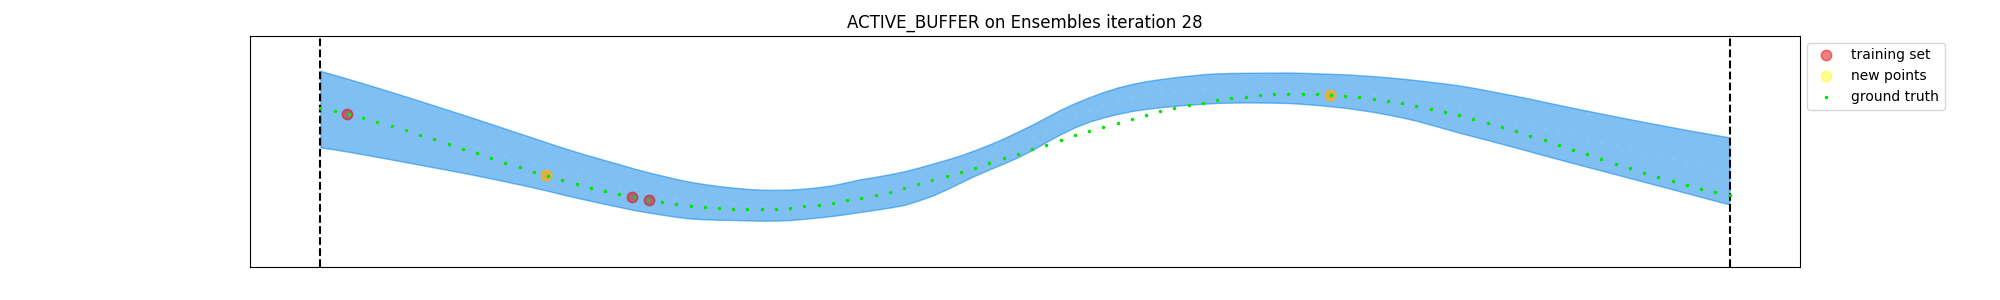 ACTIVE_BUFFER on Ensembles iteration 28
training set
new points
ground truth